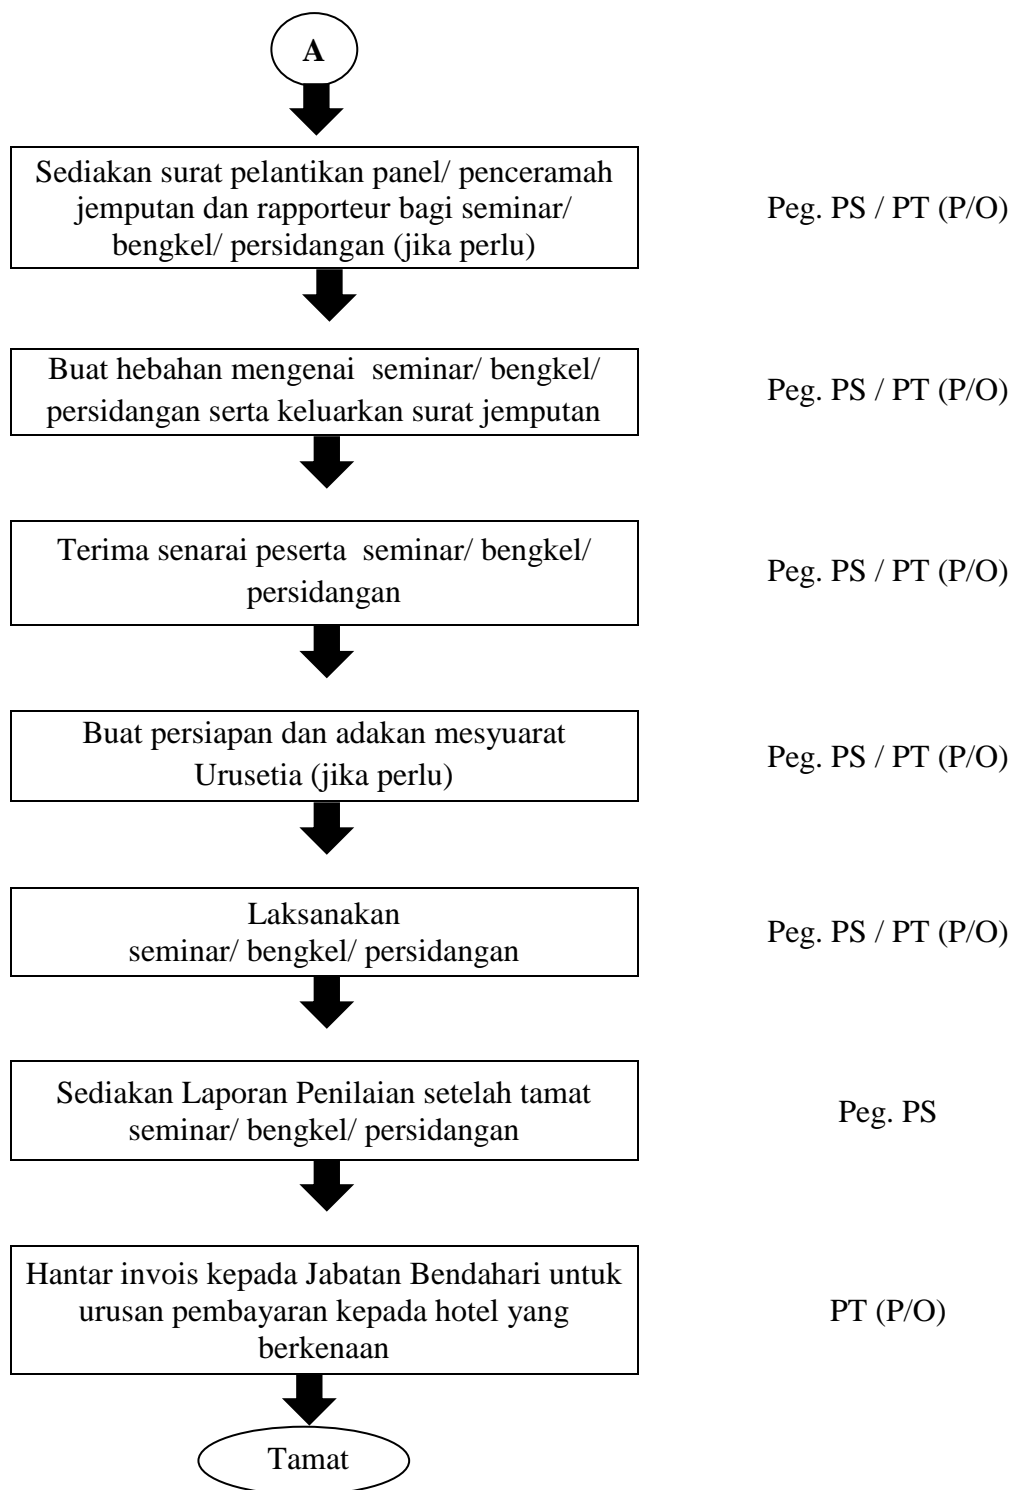 A
Sediakan surat pelantikan panel/ penceramah
jemputan dan rapporteur bagi seminar/
bengkel/ persidangan (jika perlu)
Peg. PS / PT (P/O)
Buat hebahan mengenai seminar/ bengkel/
persidangan serta keluarkan surat jemputan
Peg. PS / PT (P/O)
Terima senarai peserta seminar/ bengkel/
persidangan
Peg. PS / PT (P/O)
Buat persiapan dan adakan mesyuarat
Urusetia (jika perlu)
Peg. PS / PT (P/O)
Laksanakan
seminar/ bengkel/ persidangan
Peg. PS / PT (P/O)
Sediakan Laporan Penilaian setelah tamat
seminar/ bengkel/ persidangan
Peg. PS
Hantar invois kepada Jabatan Bendahari untuk
urusan pembayaran kepada hotel yang
berkenaan
PT (P/O)
Tamat